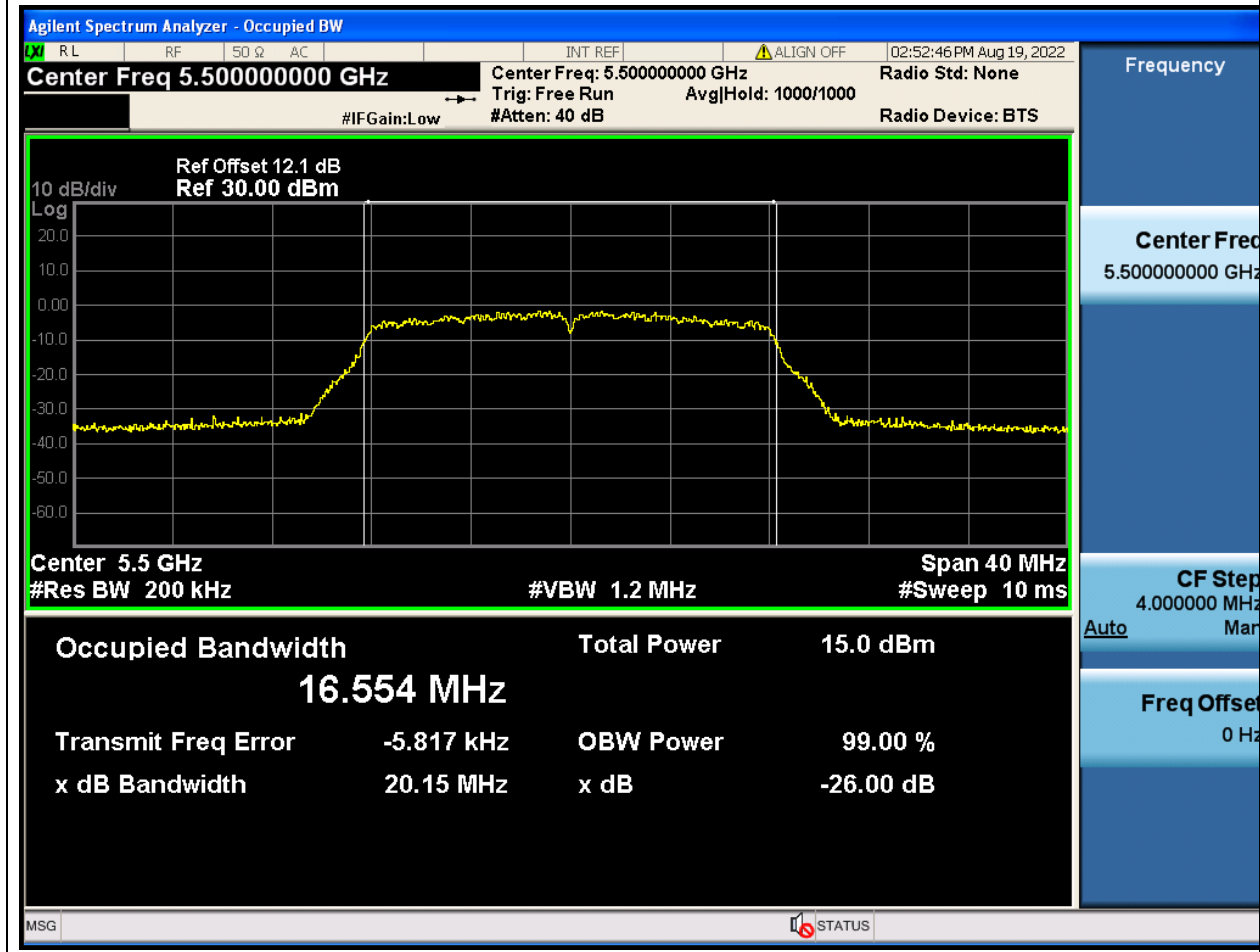 Agilent Spectrum Analyzer - Occupied BW
LXI RL RF 50 Ω AC INT REF ALIGN OFF 02:52:46 PM Aug 19, 2022
Center Freq 5.500000000 GHz
Center Freq: 5.500000000 GHz
Radio Std: None
Trig: Free Run Avg|Hold: 1000/1000
#IFGain:Low
#Atten: 40 dB
Radio Device: BTS
Ref Offset 12.1 dB
10 dB/div Ref 30.00 dBm
Log
20.0
10.0
0.00
-10.0
-20.0
-30.0
-40.0
-50.0
-60.0
Center 5.5 GHz Span 40 MHz
#Res BW 200 kHz #VBW 1.2 MHz #Sweep 10 ms
Occupied Bandwidth Total Power 15.0 dBm
16.554 MHz
Transmit Freq Error -5.817 kHz OBW Power 99.00 %
x dB Bandwidth 20.15 MHz x dB -26.00 dB
MSG STATUS
Frequency
Center Freq
5.500000000 GHz
CF Step
4.000000 MHz
Auto Man
Freq Offset
0 Hz